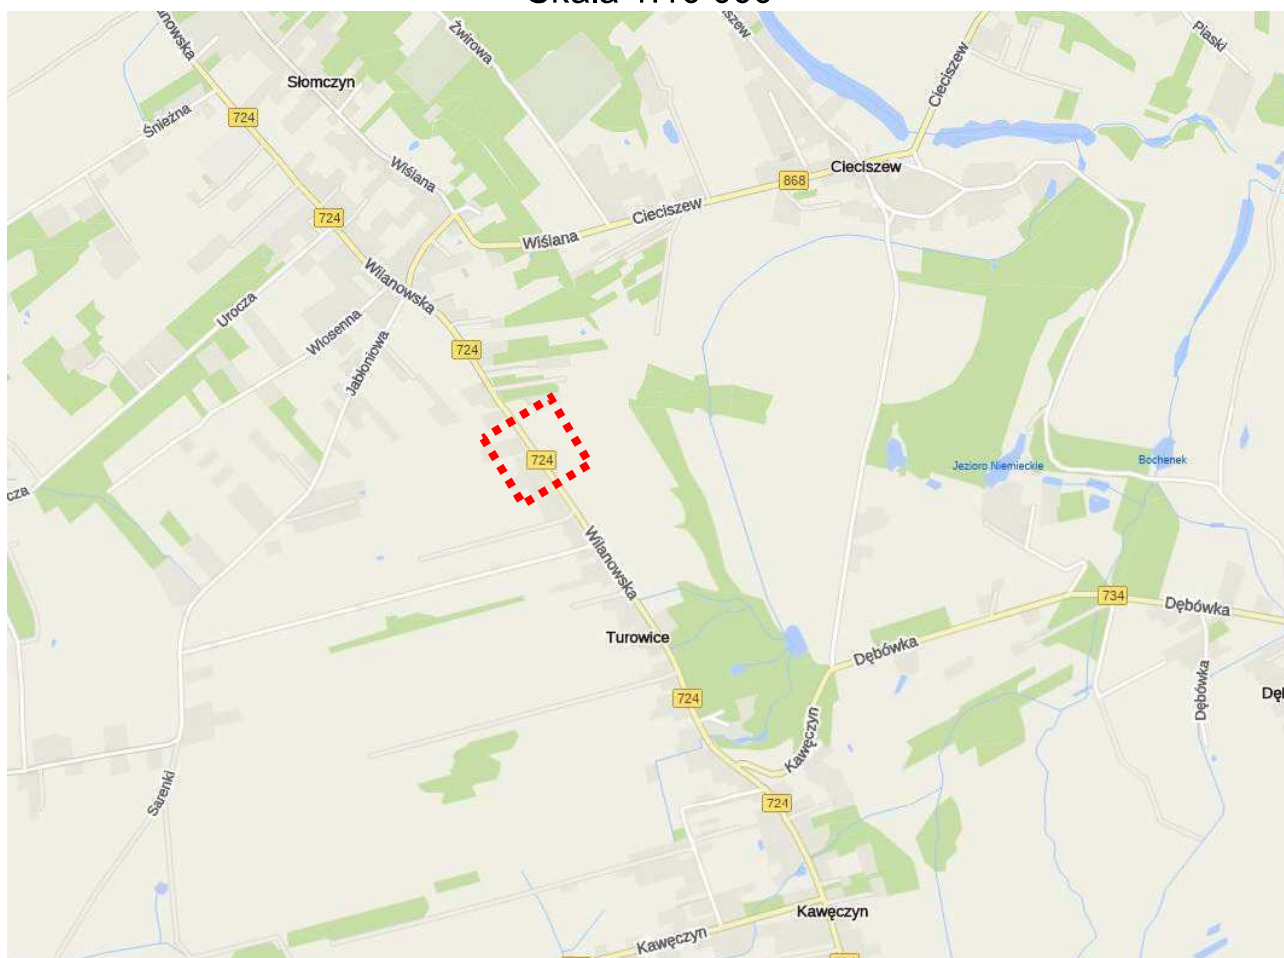 Słomczyn
Żwirowa
Piaski
Cieciszew
Śnieżna
724
Wiślana
868
Cieciszew
724
Cieciszew
Wiślana
Wilanowska
Urocza
Wiosenna
Jabłoniowa
724
724
Jezioro Niemieckie
Bochenek
Wilanowska
734
Dębówka
Turowice
Dębówka
Dębówka
724
Kawęczyn
Sarenki
724
Kawęczyn
Kawęczyn